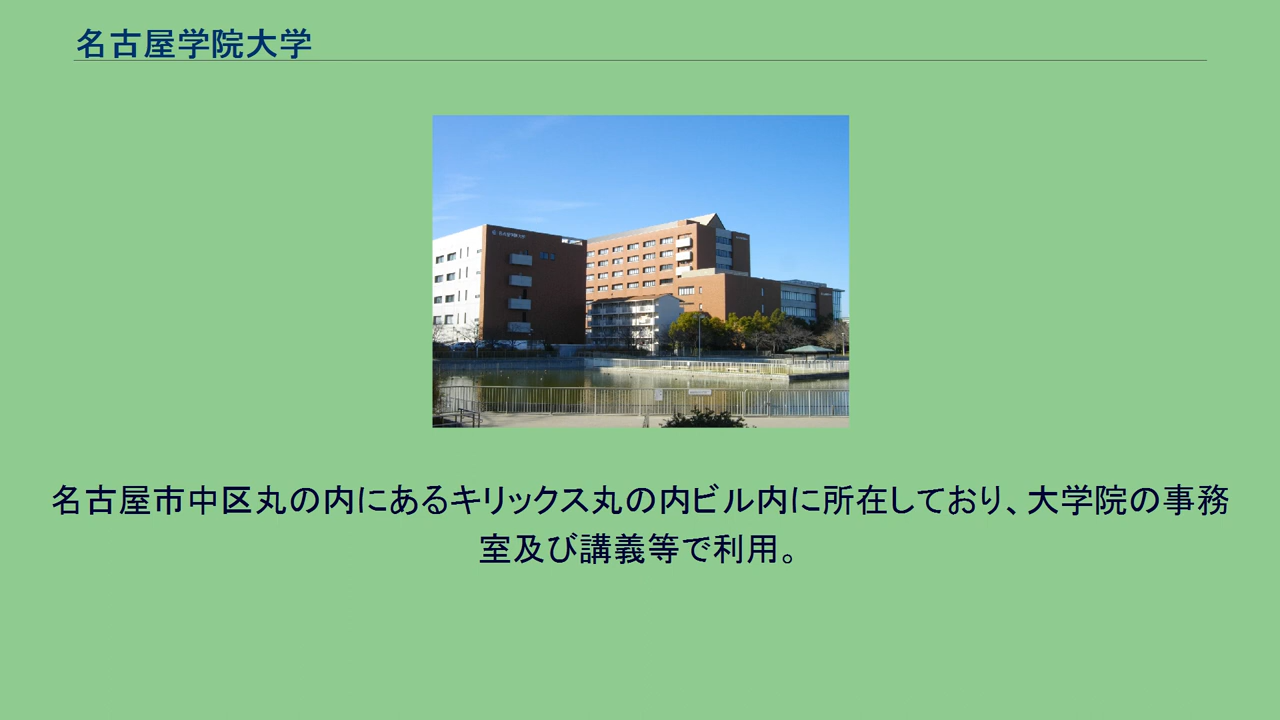 名古屋学院大学
名古屋市中区丸の内にあるキリックス丸の内ビル内に所在しており、大学院の事務
室及び講義等で利用。